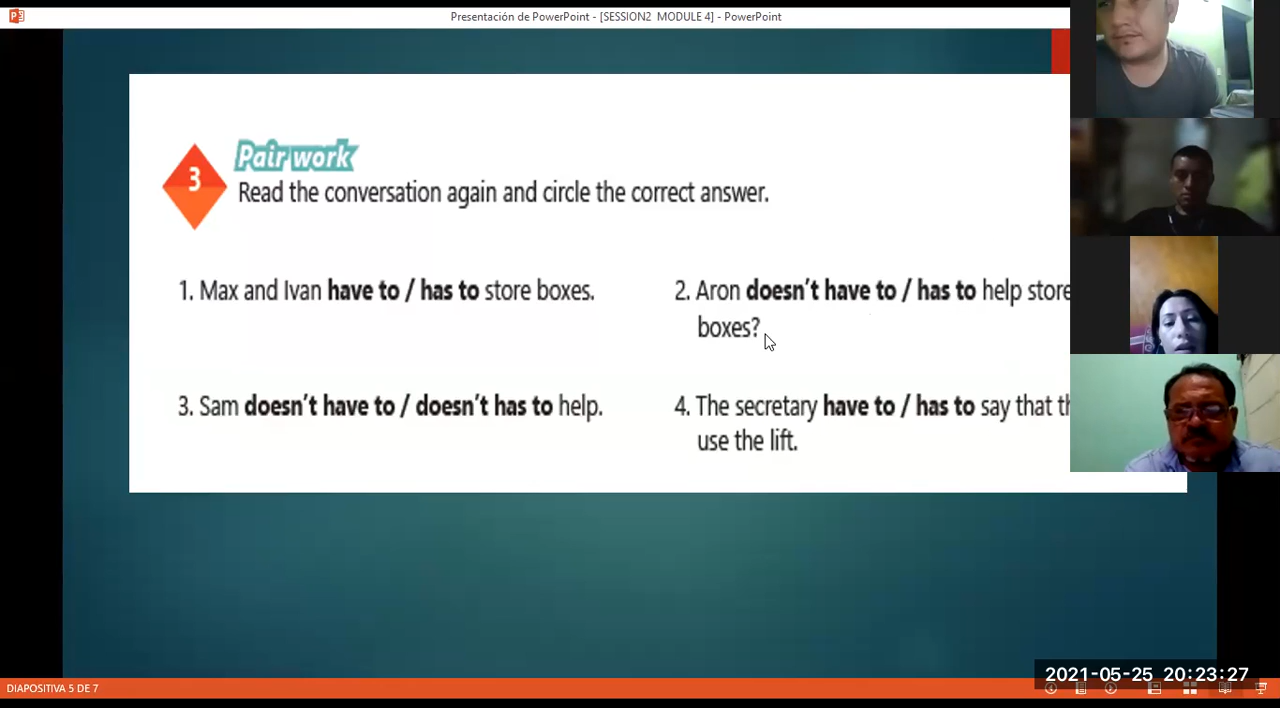 Presentación de PowerPoint - [SESSION2 MODULE 4] - PowerPoint
3
Pair work
Read the conversation again and circle the correct answer.
1. Max and Ivan have to / has to store boxes.
2. Aron doesn't have to / has to help store
boxes?
3. Sam doesn't have to / doesn't has to help.
4. The secretary have to / has to say that
use the lift.
2021-05-25 20:23:27
DIAPOSITIVA 5 DE 7